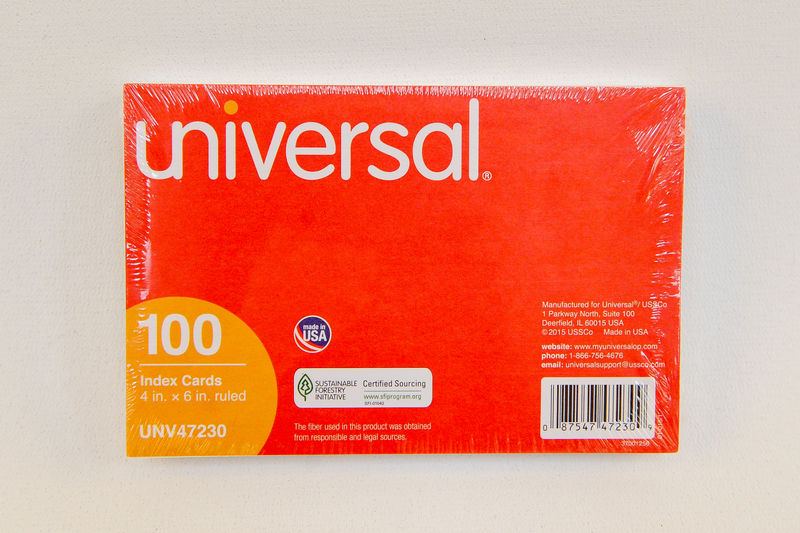 universal®
100
Index Cards
4 in. × 6 in. ruled
UNV47230
made in
USA
SUSTAINABLE
FORESTRY
INITIATIVE
Certified Sourcing
www.sfiprogram.org
SFI-01042
The fiber used in this product was obtained
from responsible and legal sources.
Manufactured for Universal®/ USSCo
1 Parkway North, Suite 100
Deerfield, IL 60015 USA
©2015 USSCo Made in USA
website: www.myuniversalop.com
phone: 1-866-756-4676
email: universalsupport@ussco.com
0 87547 47230 9